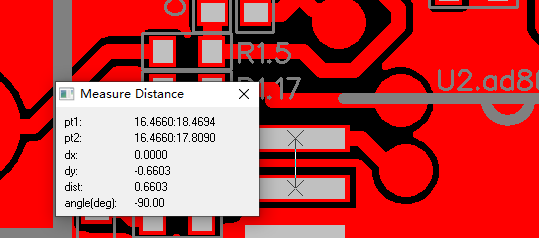 R1.5
R1.17
U2.ad80
Measure Distance
pt1: 16.4660:18.4694
pt2: 16.4660:17.8090
dx: 0.0000
dy: -0.6603
dist: 0.6603
angle(deg): -90.00